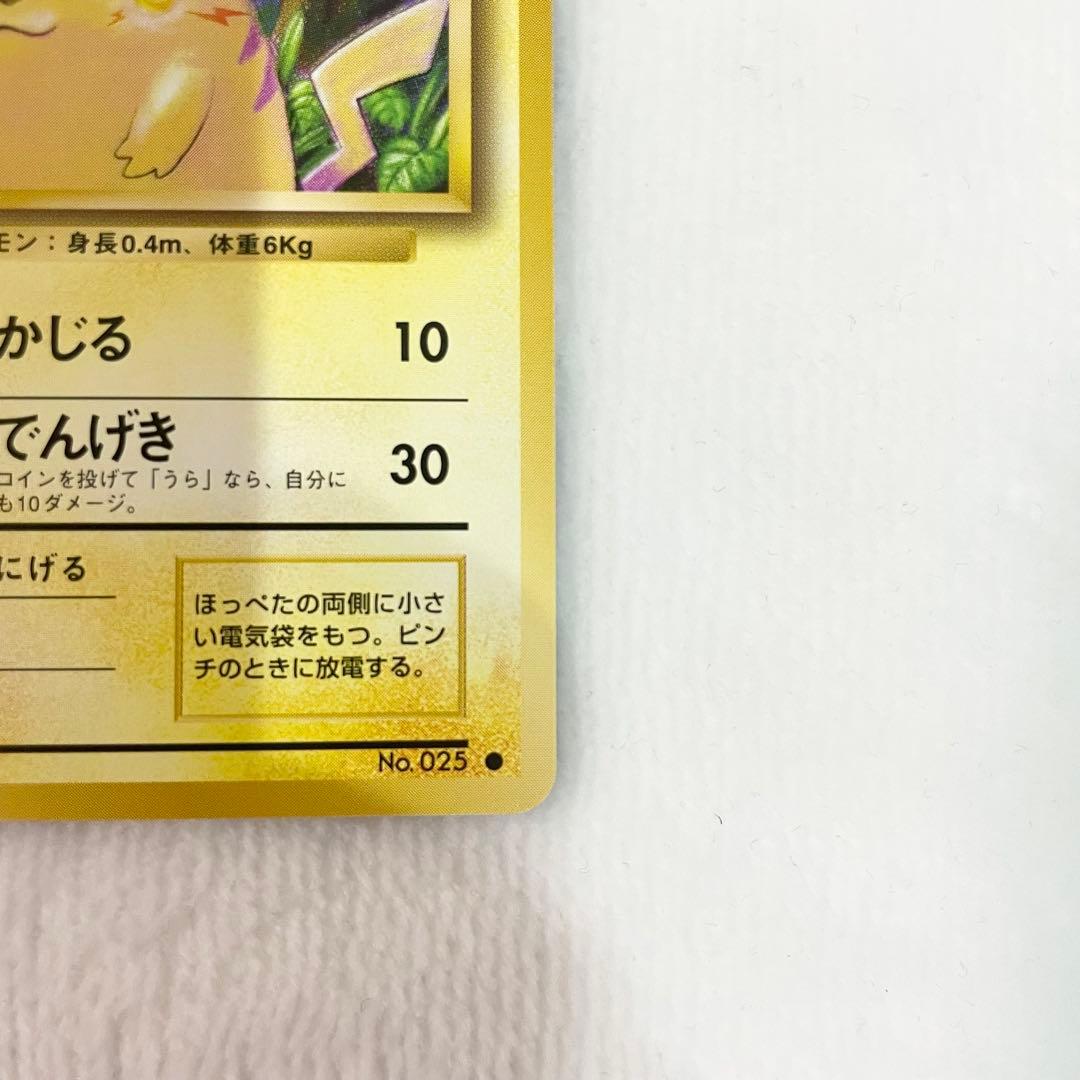 モン：身長0.4m、体重6Kg
かじる 10
でんげき 30
コインを投げて「うら」なら、自分に
も10ダメージ。
にげる
ほっぺたの両側に小さ
い電気袋をもつ。ピン
チのときに放電する。
No. 025 ●